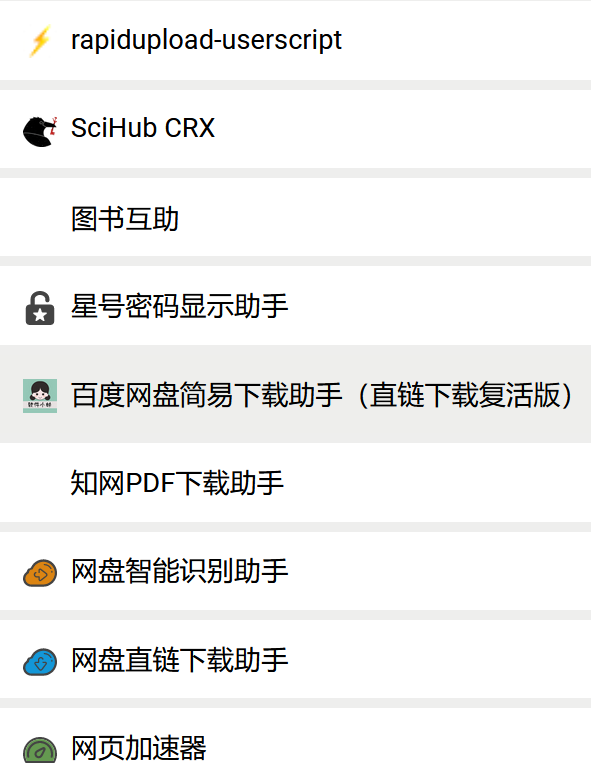 rapidupload-userscript
SciHub CRX
图书互助
星号密码显示助手
百度网盘简易下载助手（直链下载复活版）
知网PDF下载助手
网盘智能识别助手
网盘直链下载助手
网页加速器